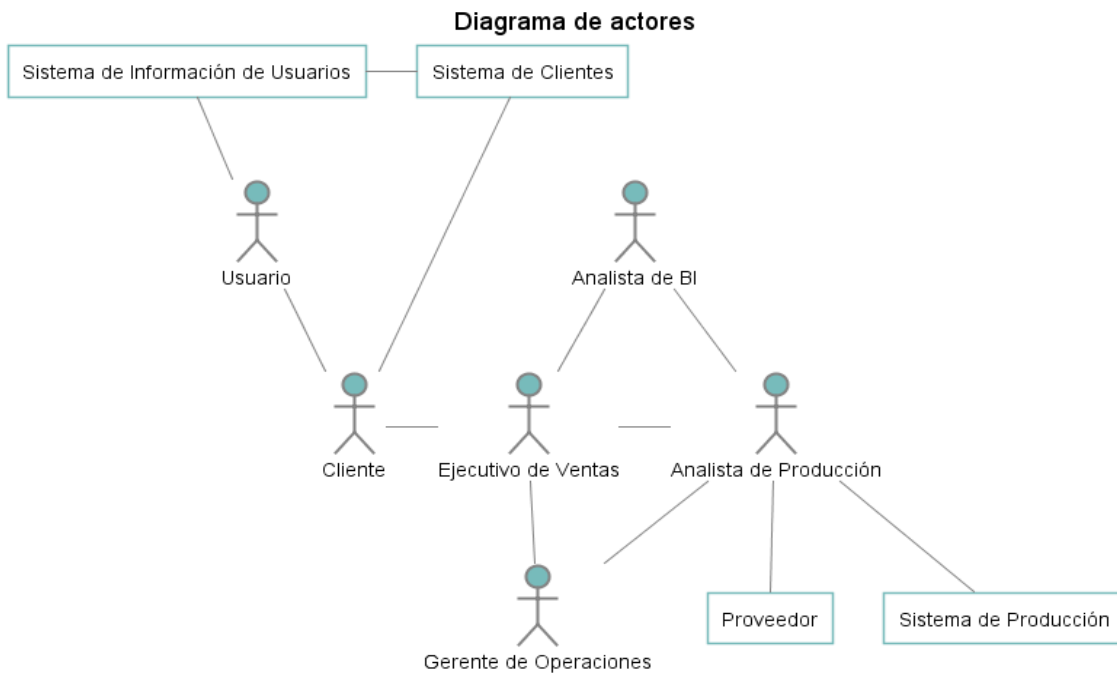 Diagrama de actores
Sistema de Información de Usuarios
Sistema de Clientes
Usuario
Analista de BI
Cliente
Ejecutivo de Ventas
Analista de Producción
Proveedor
Sistema de Producción
Gerente de Operaciones